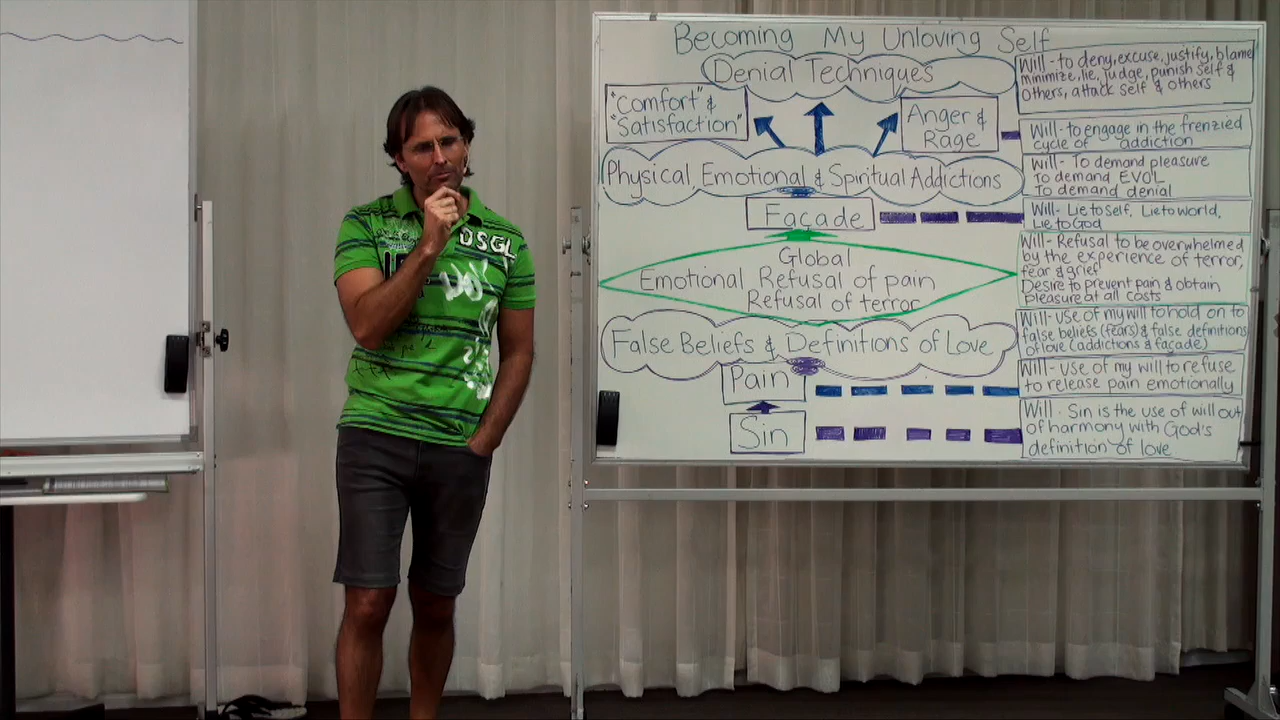 Becoming My Unloving Self
Denial Techniques
"Comfort" &
"Satisfaction"
Anger &
Rage
Physical Emotional & Spiritual Addictions
Façade
Global
Emotional Refusal of pain
Refusal of terror
False Beliefs & Definitions of Love
Pain
Sin
Will - to deny, excuse, justify, blame
minimize, lie, judge, punish self &
others, attack self & others
Will - to engage in the frenzied
cycle of addiction
Will - To demand pleasure
To demand EVOL
To demand denial
Will - Lie to Self, Lie to World,
Lie to God
Will - Refusal to be overwhelmed
by the experience of terror,
fear & grief
Desire to prevent pain & obtain
pleasure at all costs
Will - use of my will to hold on to
false beliefs (fears) & false definitions
of love (addictions & façade)
Will - use of my will to refuse
to release pain emotionally
Will - Sin is the use of will out
of harmony with God's
definition of love
DSGL